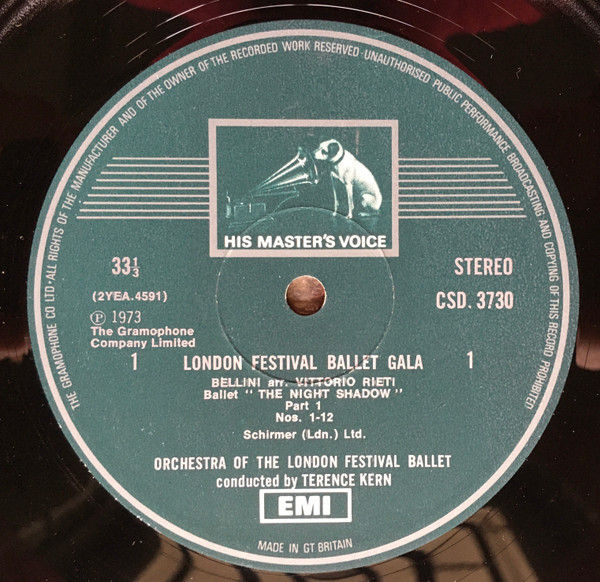 THE GRAMOPHONE CO LTD · ALL RIGHTS OF THE MANUFACTURER AND OF THE OWNER OF THE RECORDED WORK RESERVED · UNAUTHORISED PUBLIC PERFORMANCE BROADCASTING AND COPYING OF THIS RECORD PROHIBITED
HIS MASTER'S VOICE
33⅓
STEREO
(2YEA.4591)
CSD. 3730
Ⓟ 1973
The Gramophone
Company Limited
1 LONDON FESTIVAL BALLET GALA 1
BELLINI arr. VITTORIO RIETI
Ballet "THE NIGHT SHADOW"
Part 1
Nos. 1-12
Schirmer (Ldn.) Ltd.
ORCHESTRA OF THE LONDON FESTIVAL BALLET
conducted by TERENCE KERN
EMI
MADE IN GT BRITAIN